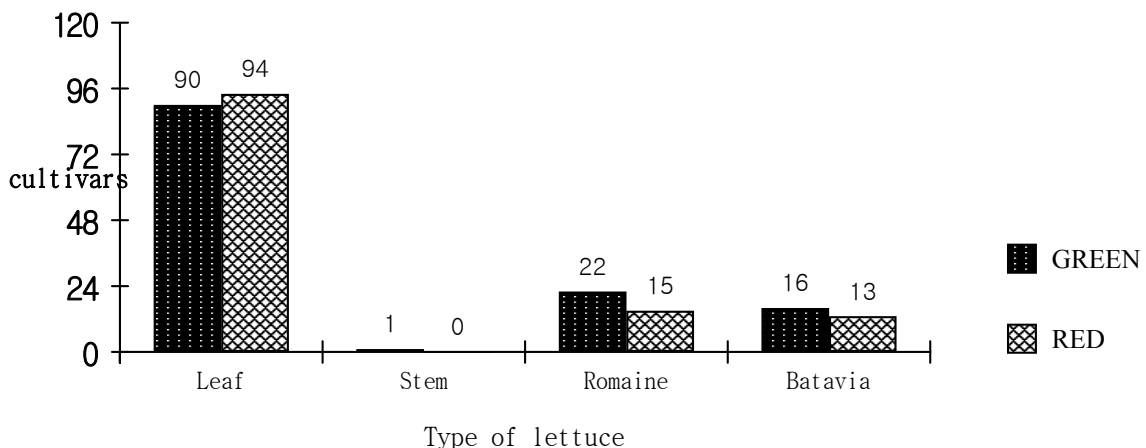 120
96
72
48
24
0
cultivars
90
94
1
0
22
15
16
13
Leaf
Stem
Romaine
Batavia
Type of lettuce
GREEN
RED